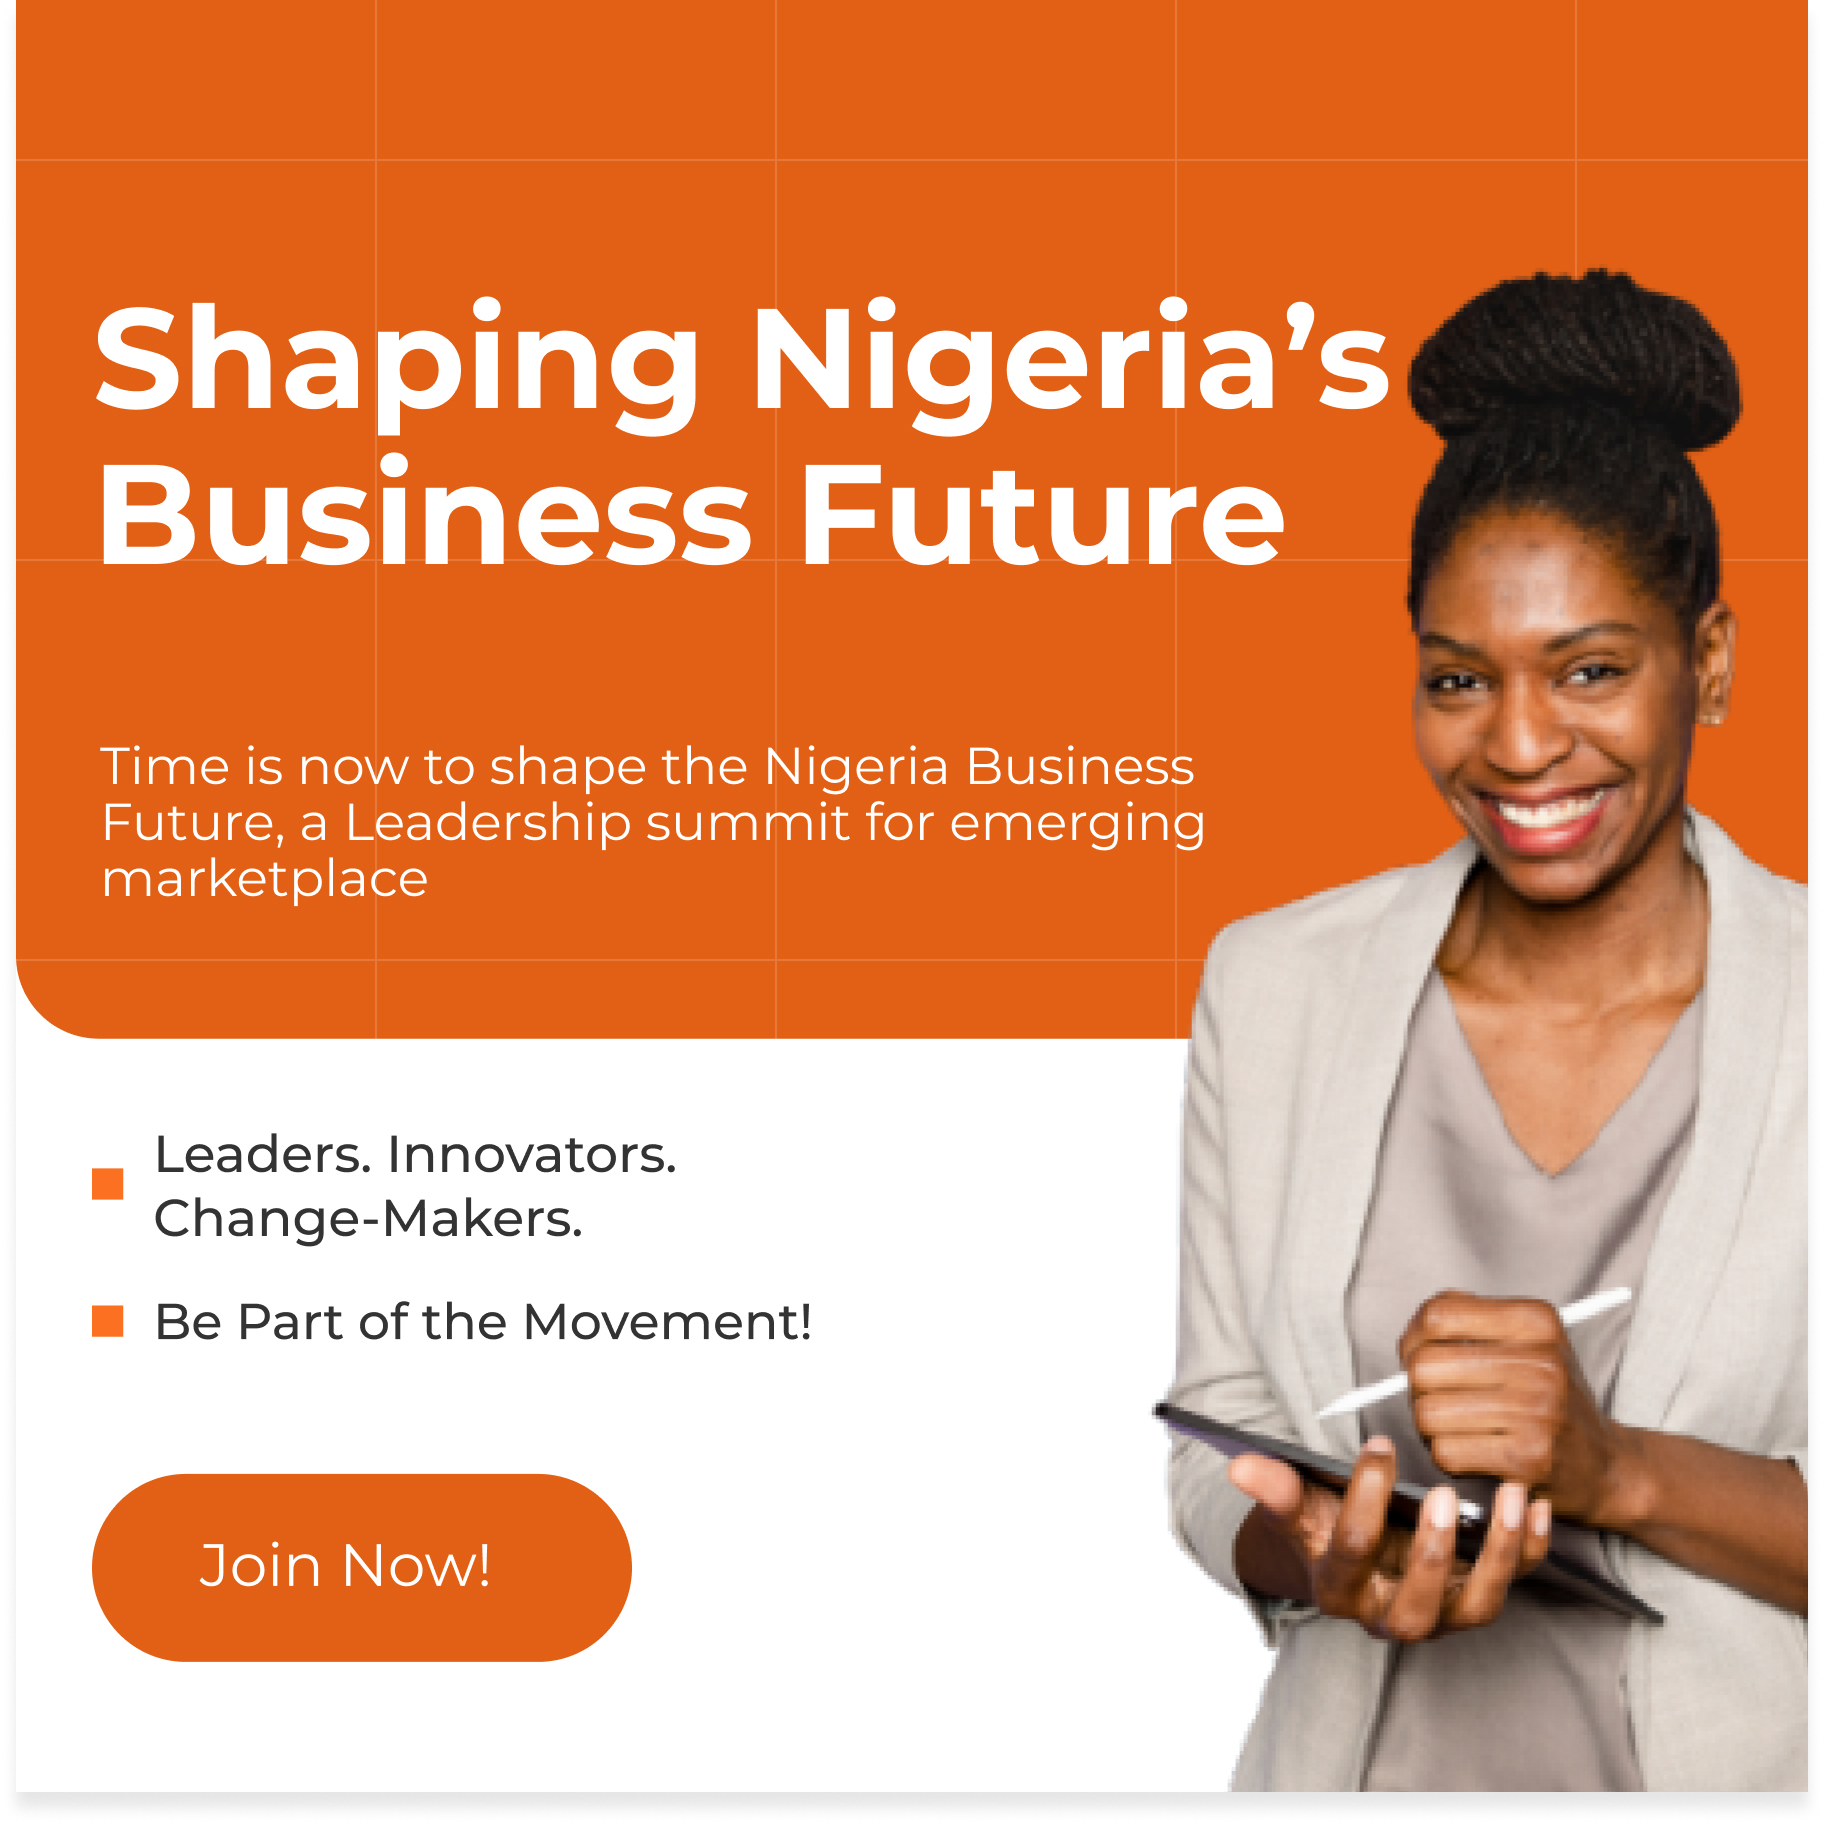 Shaping Nigeria’s
Business Future
Time is now to shape the Nigeria Business
Future, a Leadership summit for emerging
marketplace
Leaders. Innovators.
Change-Makers.
Be Part of the Movement!
Join Now!